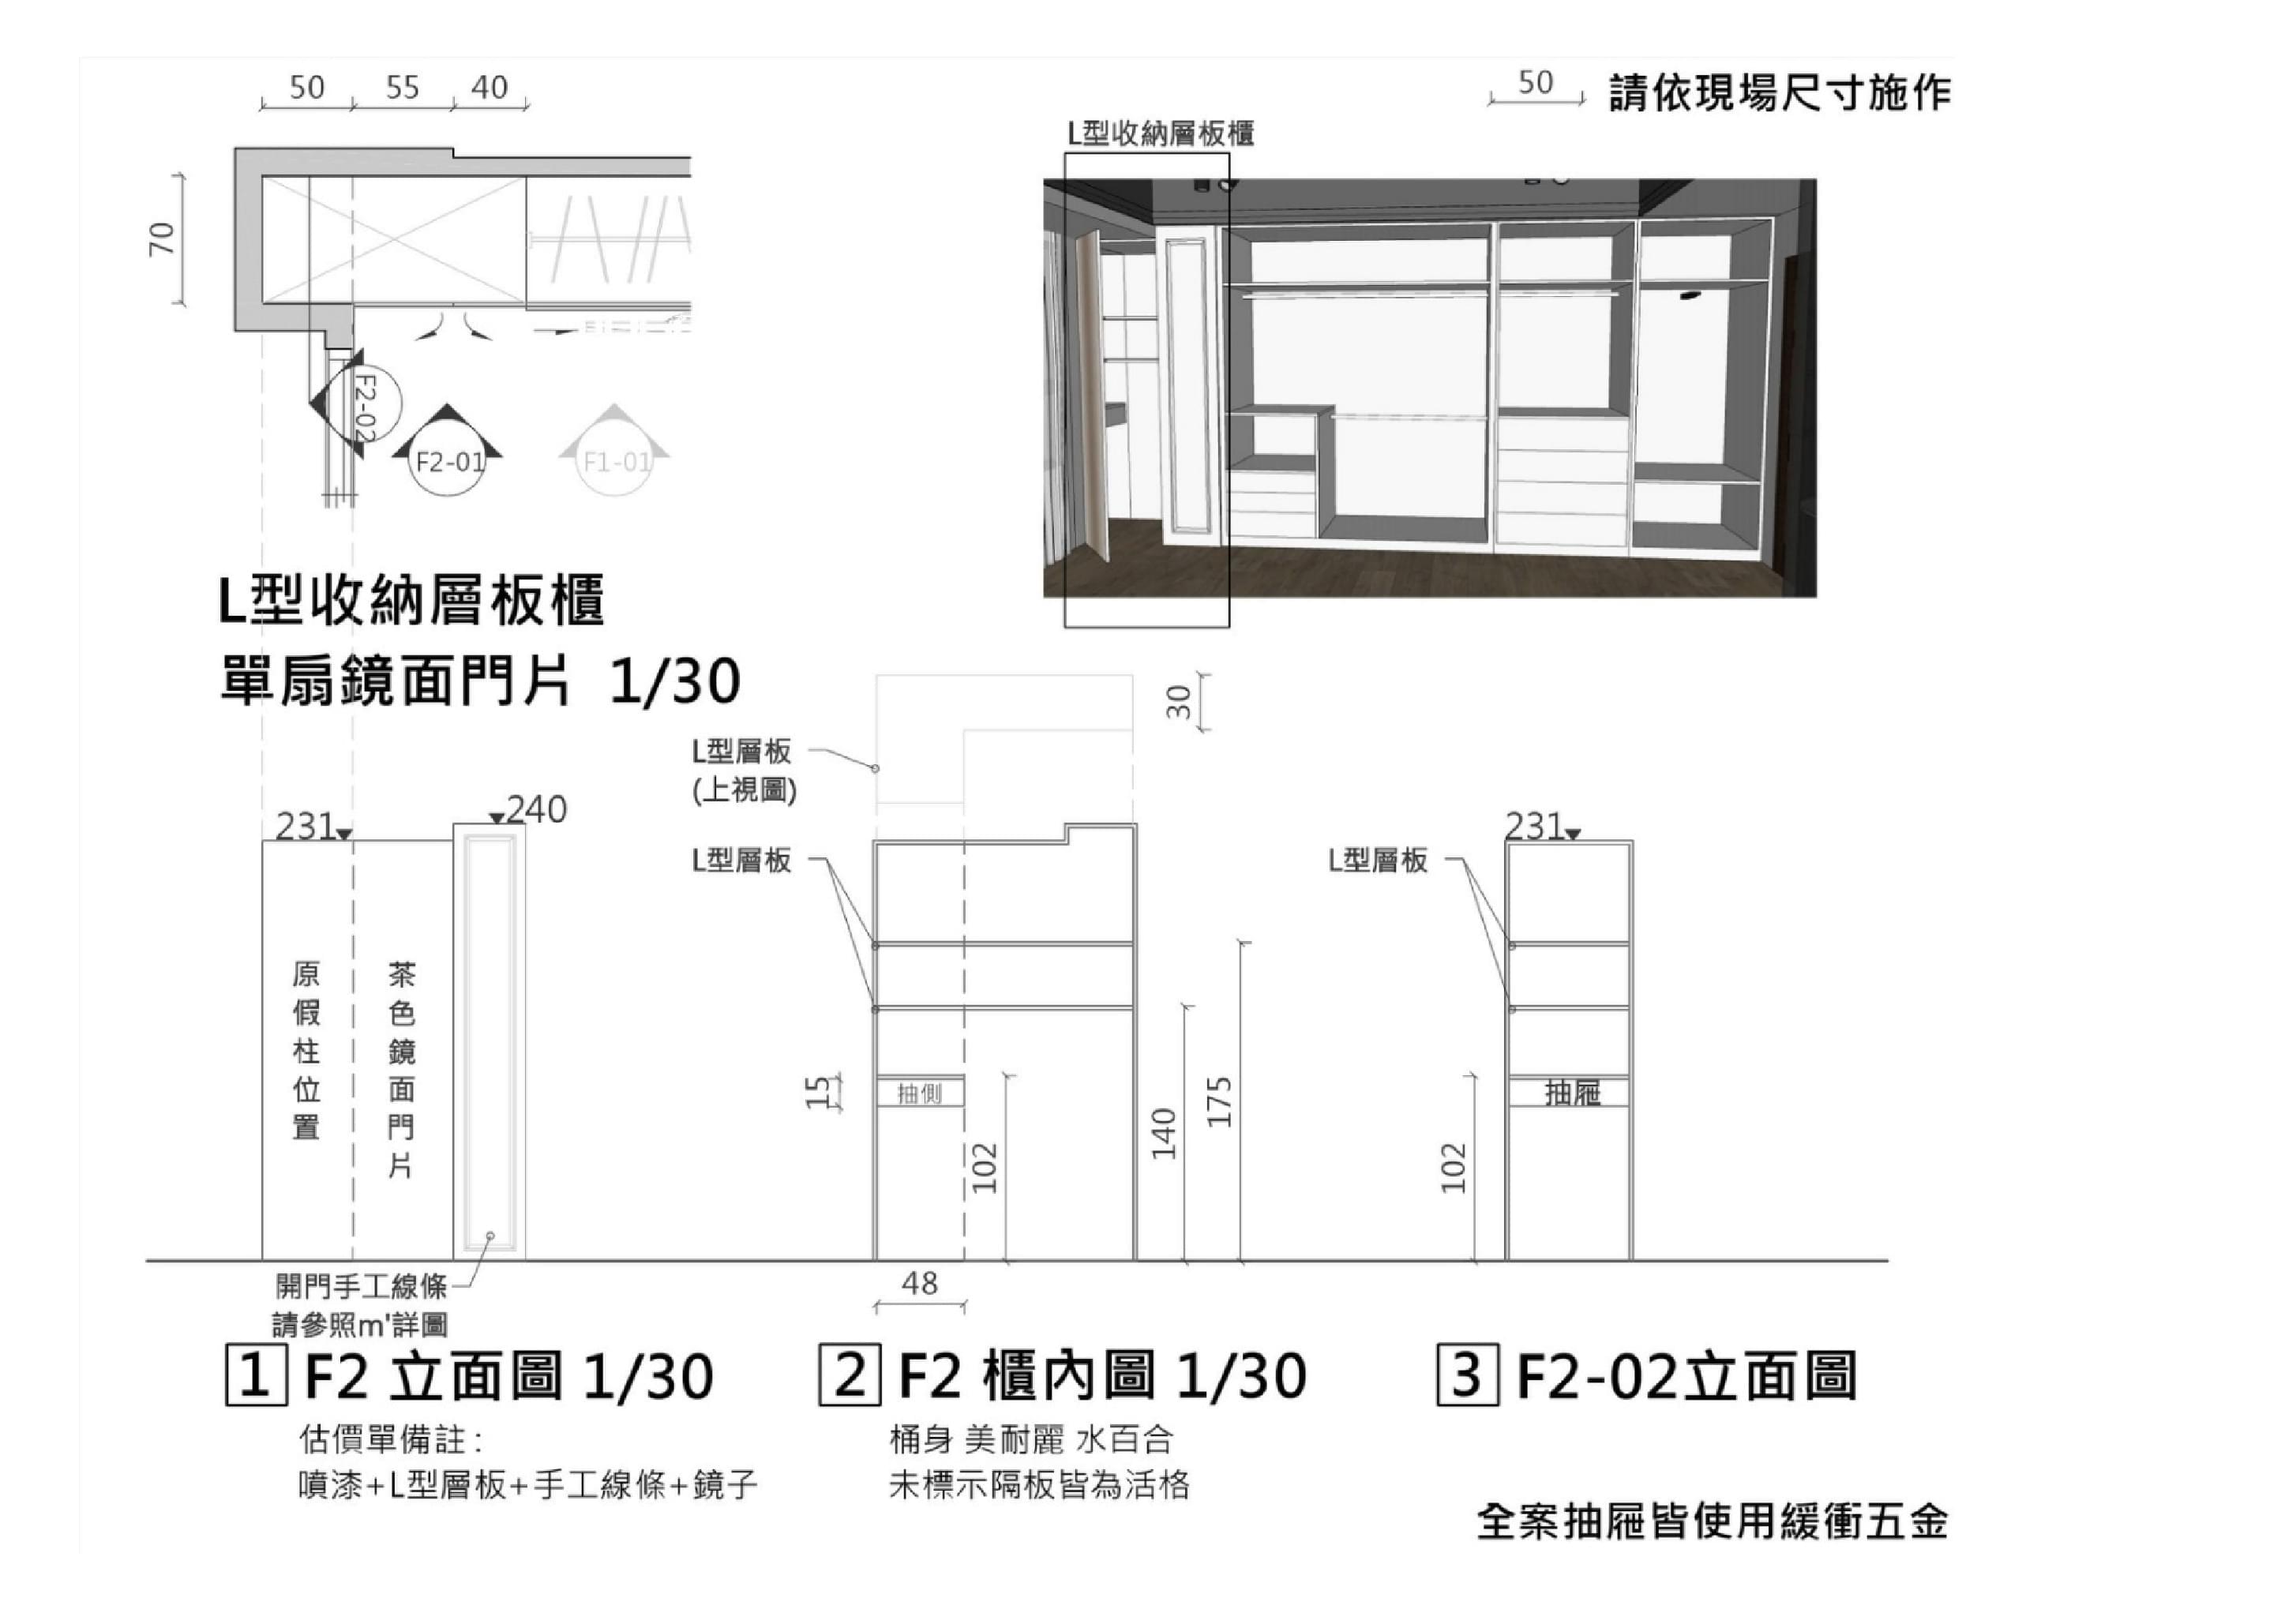 50 55 40
50 請依現場尺寸施作
L型收納層板櫃
70
F2-02
F2-01
F1-01
L型收納層板櫃
單扇鏡面門片 1/30
30
L型層板
(上視圖)
231
240
L型層板
L型層板
231
原假柱位置
茶色鏡面門片
15
抽側
102
140
175
102
抽屜
48
開門手工線條
請參照m'詳圖
1 F2 立面圖 1/30
估價單備註:
噴漆+L型層板+手工線條+鏡子
2 F2 櫃內圖 1/30
桶身 美耐麗 水百合
未標示隔板皆為活格
3 F2-02立面圖
全案抽屜皆使用緩衝五金